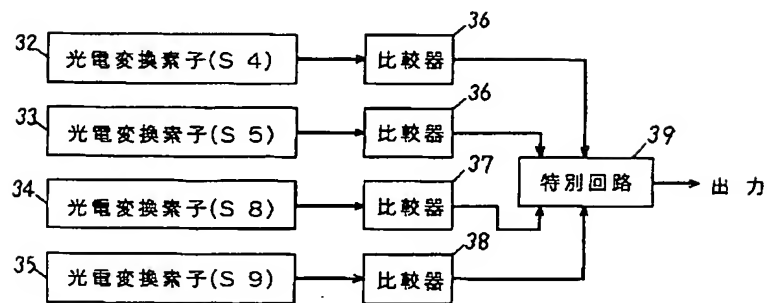 32 光電変換素子(S 4) 比較器 36
33 光電変換素子(S 5) 比較器 36
特別回路 39 出力
34 光電変換素子(S 8) 比較器 37
35 光電変換素子(S 9) 比較器 38